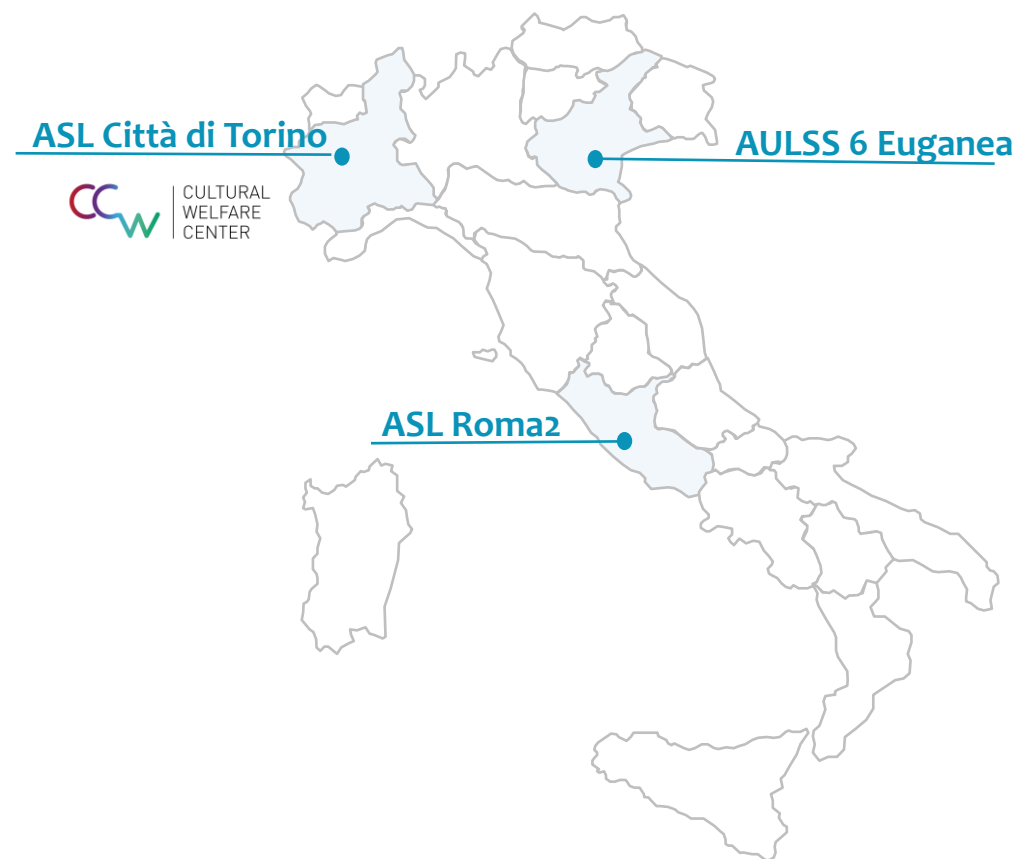 ASL Città di Torino
AULSS 6 Euganea
CCW
CULTURAL
WELFARE
CENTER
ASL Roma2